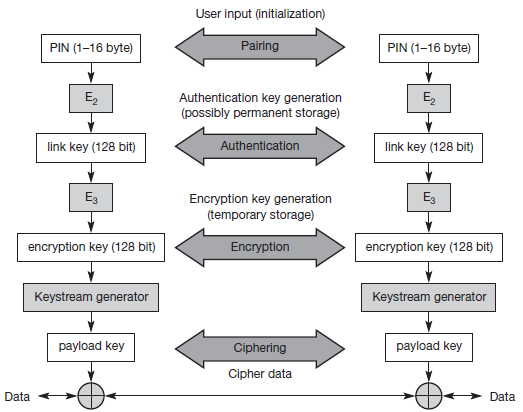 User input (initialization)
PIN (1–16 byte)
Pairing
PIN (1–16 byte)
E2
Authentication key generation
(possibly permanent storage)
E2
link key (128 bit)
Authentication
link key (128 bit)
E3
Encryption key generation
(temporary storage)
E3
encryption key (128 bit)
Encryption
encryption key (128 bit)
Keystream generator
Keystream generator
payload key
Ciphering
payload key
Cipher data
Data
Data